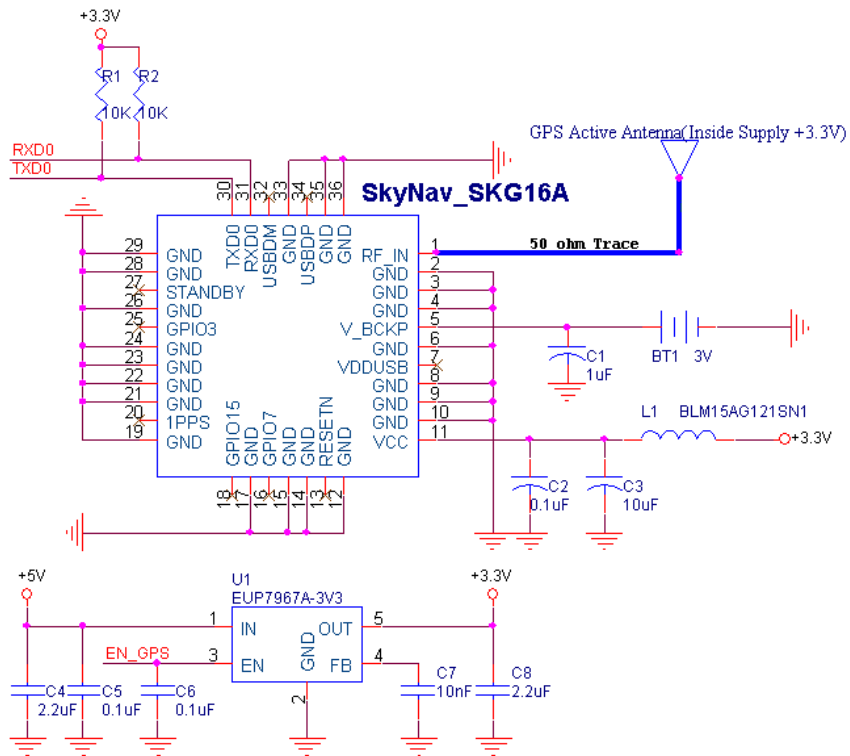 +3.3V
R1 R2
10K 10K
RXD0
TXD0
GPS Active Antenna(Inside Supply +3.3V)
30 31 32 33 34 35 36
SkyNav_SKG16A
TXD0 RXD0 USBDM GND USBDP GND GND
50 ohm Trace
29 GND RF_IN 1
28 GND GND 2
27 STANDBY GND 3
26 GND GND 4
25 GPIO3 V_BCKP 5
24 GND GND 6
23 GND VDDUSB 7
22 GND GND 8
21 GND GND 9
20 1PPS GND 10
19 GND VCC 11
C1
1uF
BT1 3V
L1 BLM15AG121SN1
+3.3V
GPIO15 GND GPIO7 GND GND RESETN GND
18 17 16 15 14 13 12
C2
0.1uF
C3
10uF
+5V
U1
EUP7967A-3V3
+3.3V
1 IN OUT 5
EN_GPS 3 EN GND FB 4
2
C4
2.2uF
C5
0.1uF
C6
0.1uF
C7
10nF
C8
2.2uF